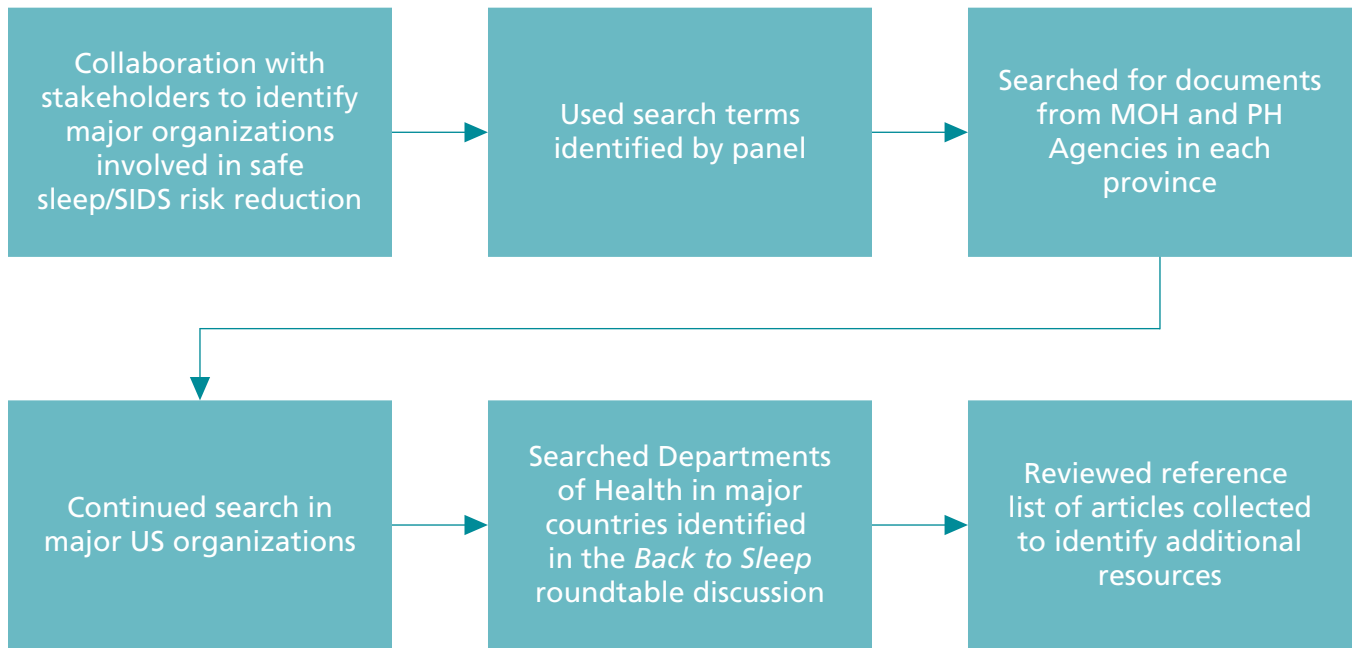 Collaboration with
stakeholders to identify
major organizations
involved in safe
sleep/SIDS risk reduction
Used search terms
identified by panel
Searched for documents
from MOH and PH
Agencies in each
province
Continued search in
major US organizations
Searched Departments
of Health in major
countries identified
in the Back to Sleep
roundtable discussion
Reviewed reference
list of articles collected
to identify additional
resources